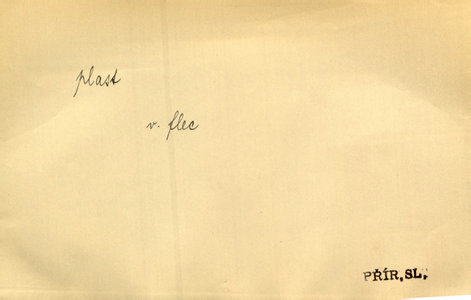 plast
v. flec
PŘÍR. SL.